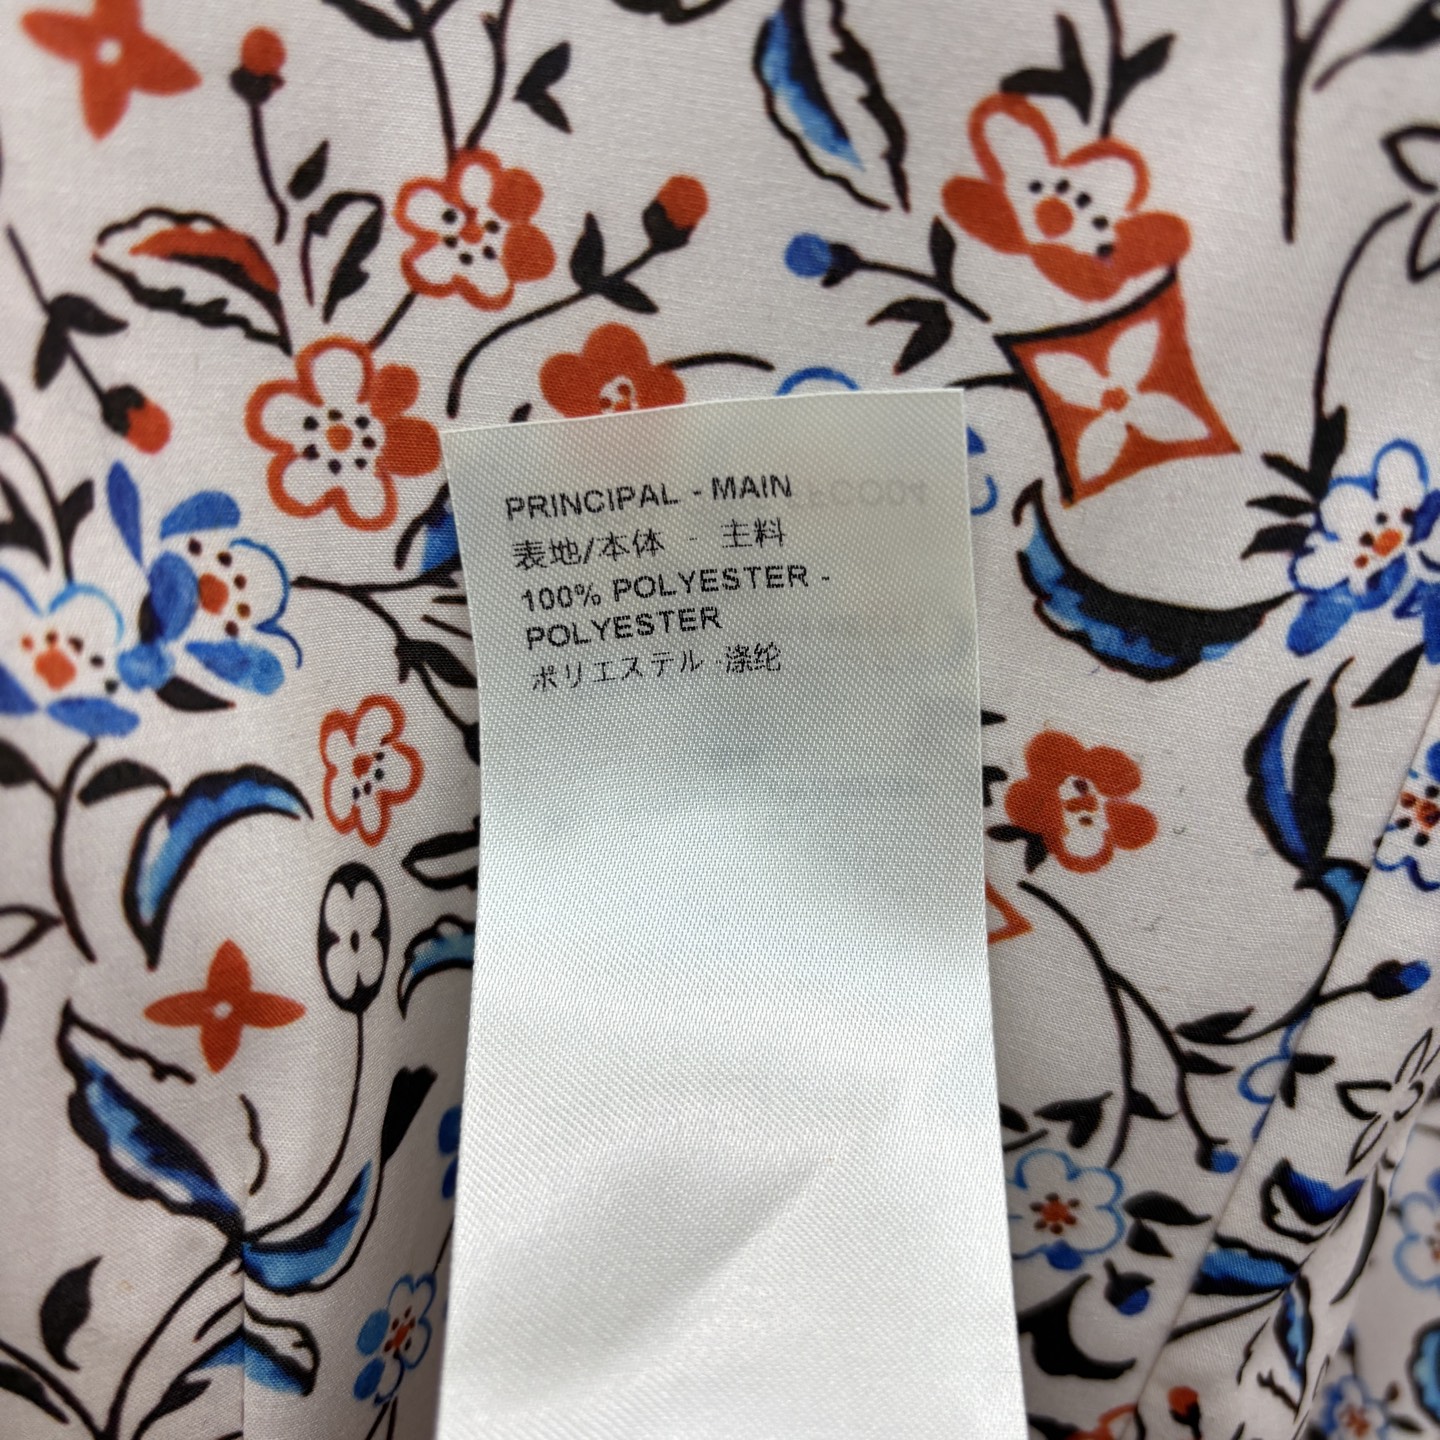 PRINCIPAL - MAIN
表地/本体 - 主料
100% POLYESTER -
POLYESTER
ポリエステル - 涤纶